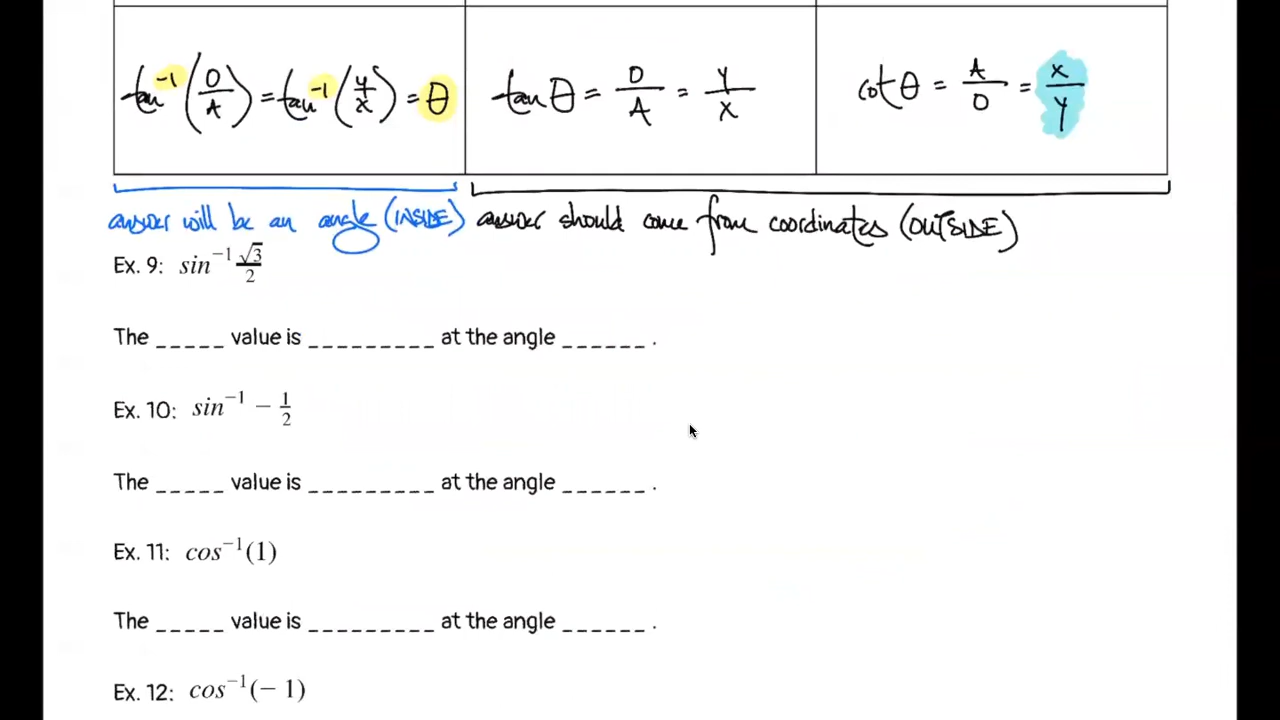 tan⁻¹(O/A) = tan⁻¹(y/x) = θ    tan θ = O/A = y/x    cot θ = A/O = x/y
answer will be an angle (INSIDE) answer should come from coordinates (OUTSIDE)
Ex. 9: sin⁻¹ √3/2
The _____ value is _________ at the angle ______ .
Ex. 10: sin⁻¹ − 1/2
The _____ value is _________ at the angle ______ .
Ex. 11: cos⁻¹(1)
The _____ value is _________ at the angle ______ .
Ex. 12: cos⁻¹(− 1)